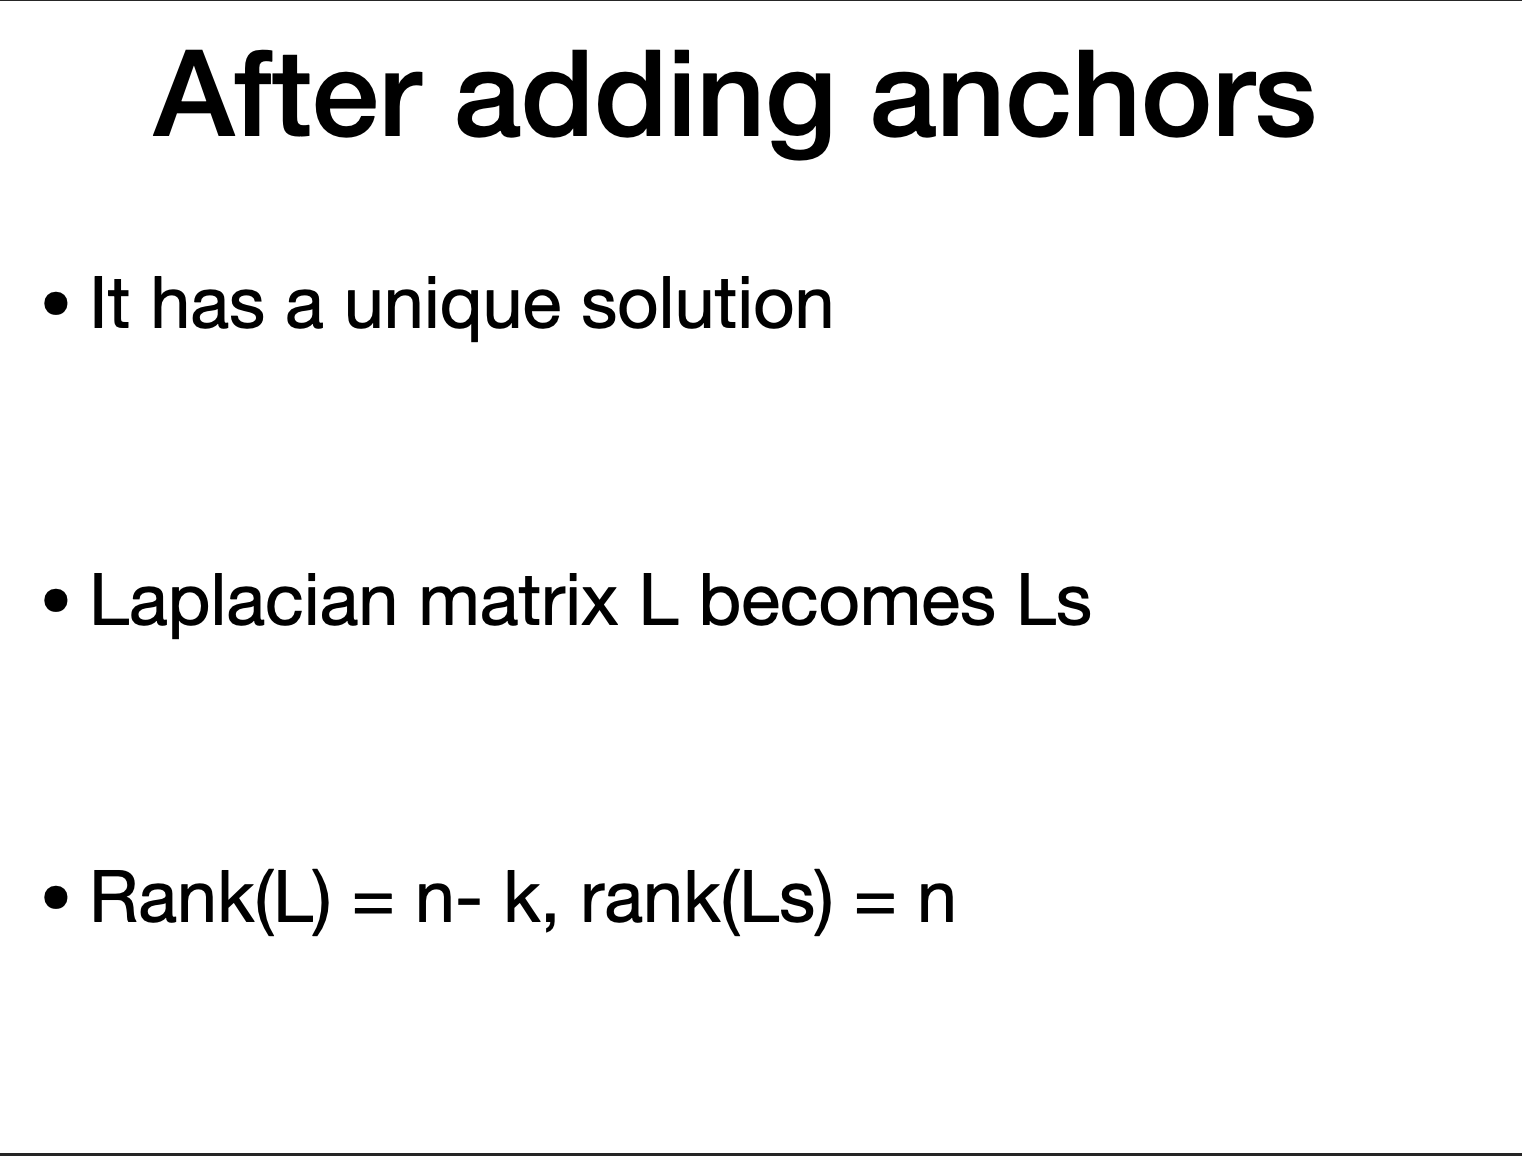 After adding anchors
• It has a unique solution
• Laplacian matrix L becomes Ls
• Rank(L) = n- k, rank(Ls) = n